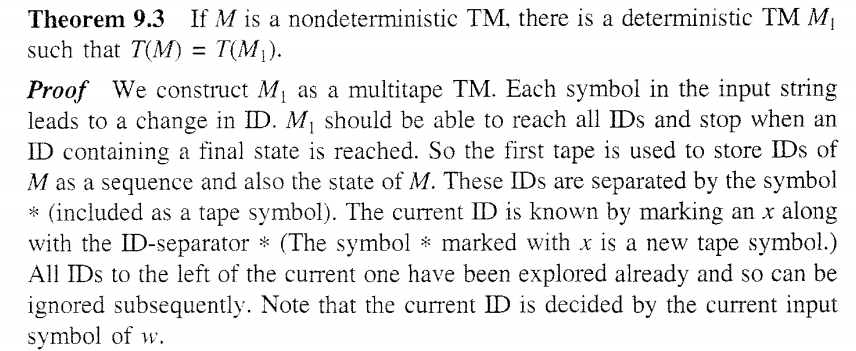 Theorem 9.3 If M is a nondeterministic TM, there is a deterministic TM M₁
such that T(M) = T(M₁).
Proof We construct M₁ as a multitape TM. Each symbol in the input string
leads to a change in ID. M₁ should be able to reach all IDs and stop when an
ID containing a final state is reached. So the first tape is used to store IDs of
M as a sequence and also the state of M. These IDs are separated by the symbol
* (included as a tape symbol). The current ID is known by marking an x along
with the ID-separator * (The symbol * marked with x is a new tape symbol.)
All IDs to the left of the current one have been explored already and so can be
ignored subsequently. Note that the current ID is decided by the current input
symbol of w.